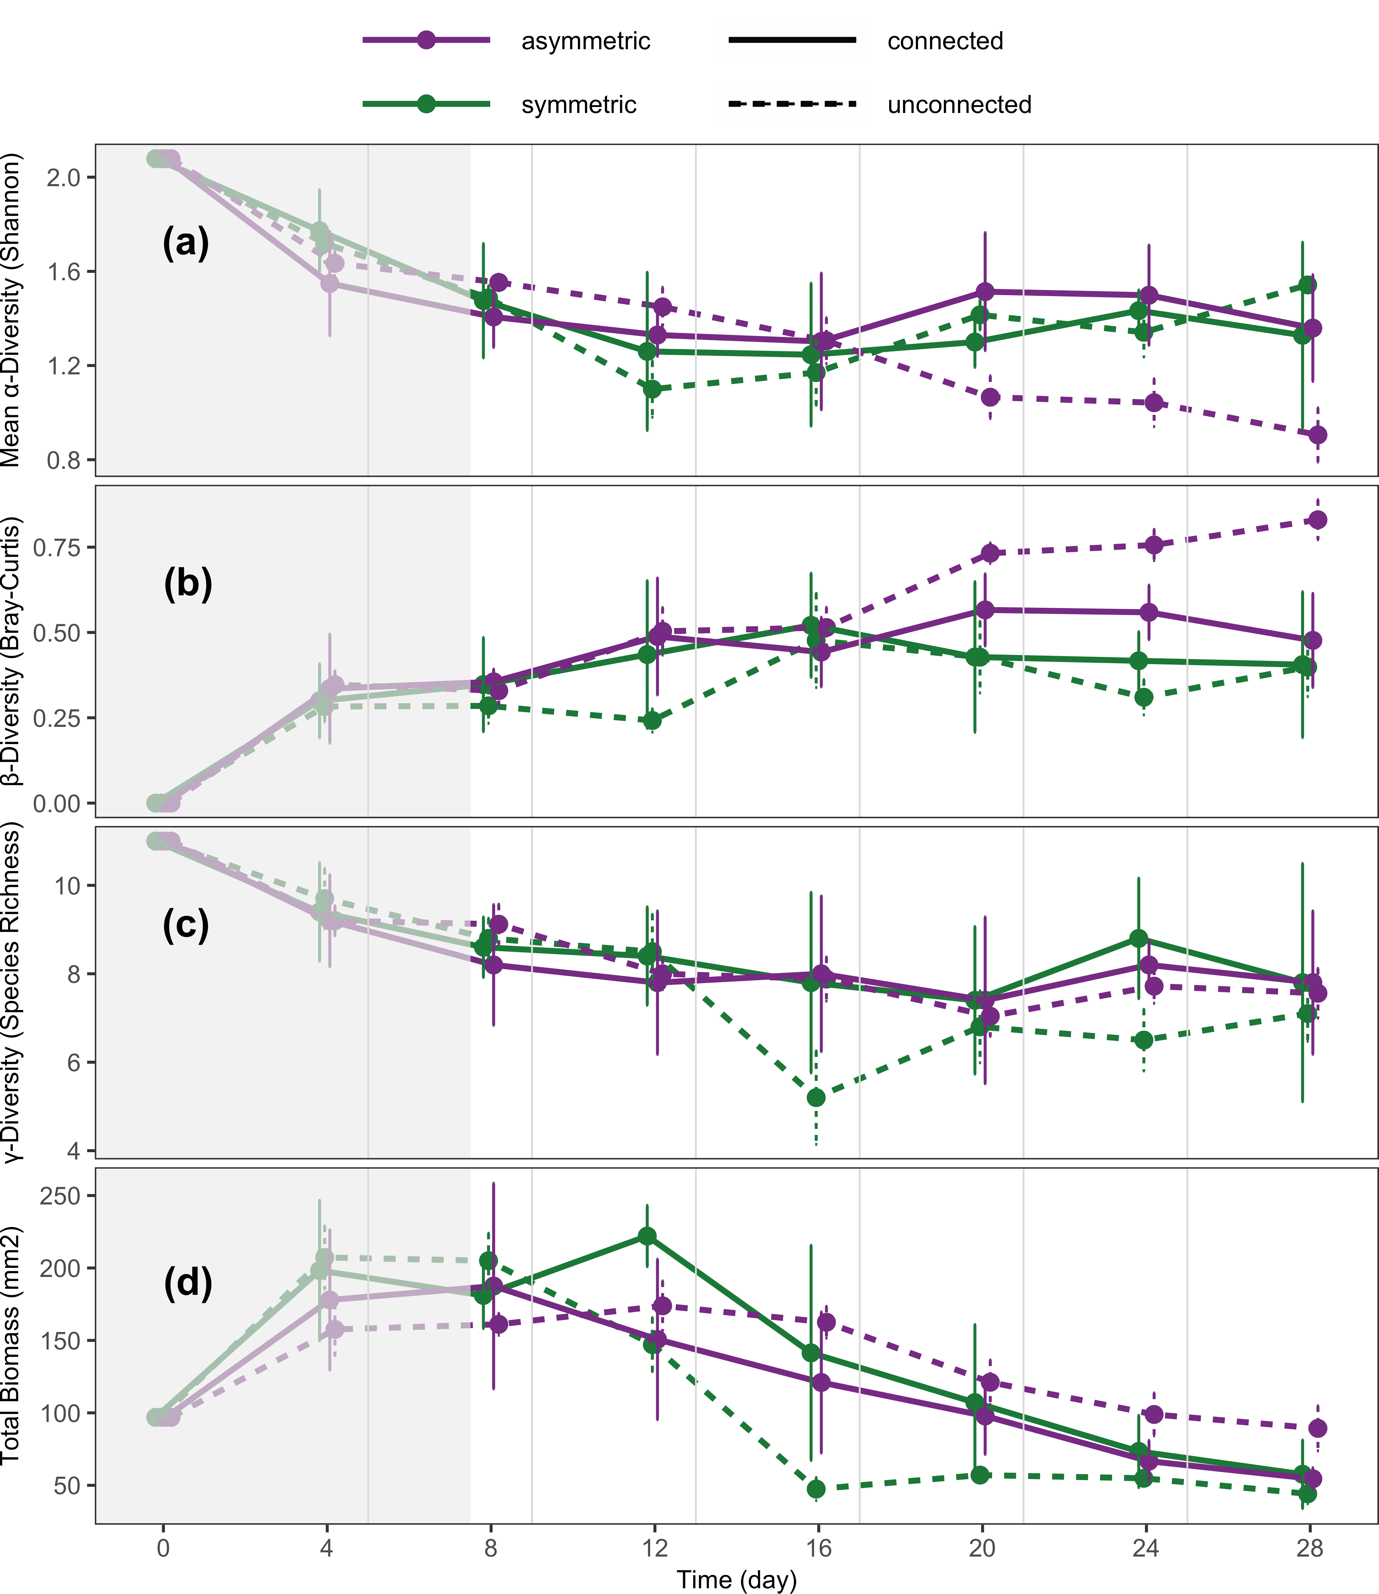 asymmetric
connected
symmetric
unconnected
Mean α-Diversity (Shannon)
2.0
1.6
1.2
0.8
(a)
β-Diversity (Bray-Curtis)
0.75
0.50
0.25
0.00
(b)
γ-Diversity (Species Richness)
10
8
6
4
(c)
Total Biomass (mm2)
250
200
150
100
50
(d)
0 4 8 12 16 20 24 28
Time (day)